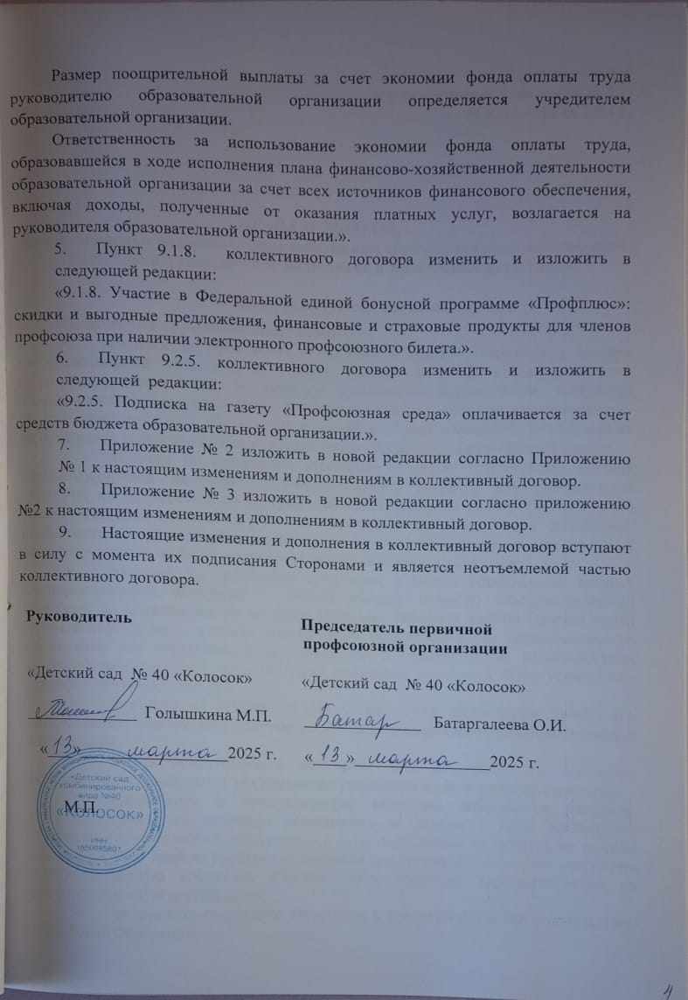 Размер поощрительной выплаты за счет экономии фонда оплаты труда
руководителю образовательной организации определяется учредителем
образовательной организации.
Ответственность за использование экономии фонда оплаты труда,
образовавшейся в ходе исполнения плана финансово-хозяйственной деятельности
образовательной организации за счет всех источников финансового обеспечения,
включая доходы, полученные от оказания платных услуг, возлагается на
руководителя образовательной организации.».
5. Пункт 9.1.8. коллективного договора изменить и изложить в
следующей редакции:
«9.1.8. Участие в Федеральной единой бонусной программе «Профплюс»:
скидки и выгодные предложения, финансовые и страховые продукты для членов
профсоюза при наличии электронного профсоюзного билета.».
6. Пункт 9.2.5. коллективного договора изменить и изложить в
следующей редакции:
«9.2.5. Подписка на газету «Профсоюзная среда» оплачивается за счет
средств бюджета образовательной организации.».
7. Приложение № 2 изложить в новой редакции согласно Приложению
№ 1 к настоящим изменениям и дополнениям в коллективный договор.
8. Приложение № 3 изложить в новой редакции согласно приложению
№2 к настоящим изменениям и дополнениям в коллективный договор.
9. Настоящие изменения и дополнения в коллективный договор вступают
в силу с момента их подписания Сторонами и является неотъемлемой частью
коллективного договора.
Руководитель
Председатель первичной
профсоюзной организации
«Детский сад № 40 «Колосок»
«Детский сад № 40 «Колосок»
Голышкина М.П.
Батар Батаргалеева О.И.
«13» марта 2025 г.
«13» марта 2025 г.
«Детский сад
комбинированного
вида №40
«КОЛОСОК»
М.П.
ИНН
1650085807
4